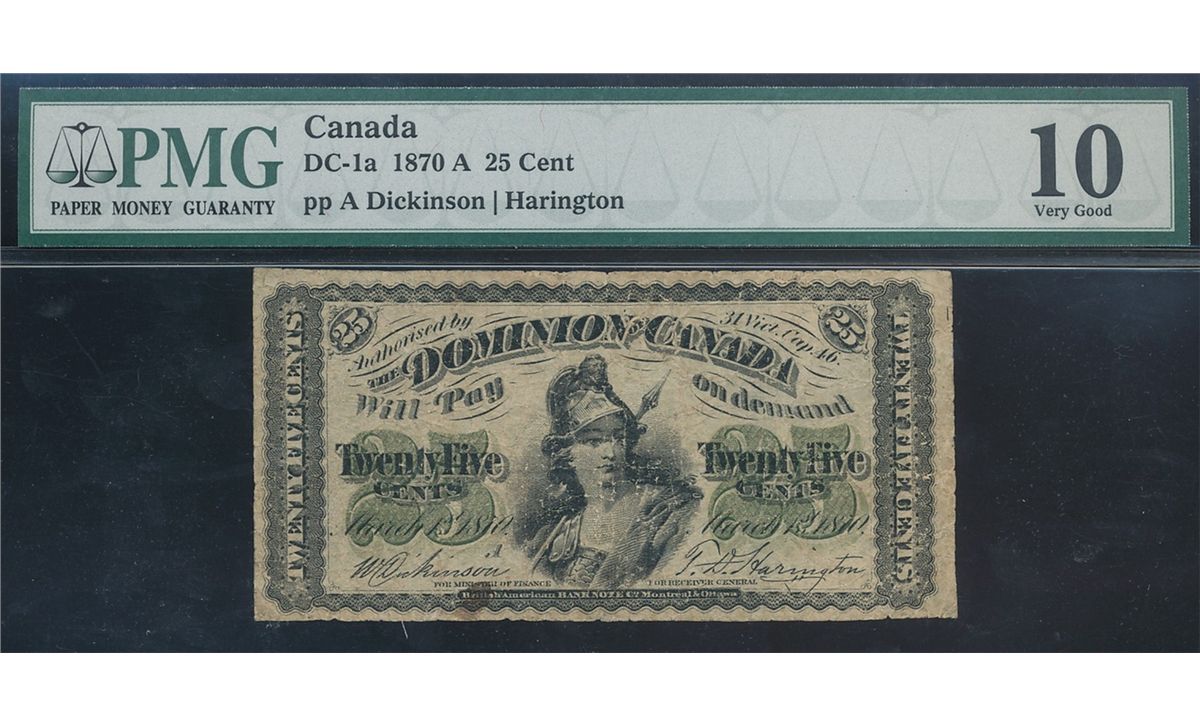 PMG
PAPER MONEY GUARANTY
Canada
DC-1a 1870 A 25 Cent
pp A Dickinson | Harington
10
Very Good
25
25
Authorised by
31 Vict. Cap. 46.
THE DOMINION OF CANADA
Will Pay
on demand
25
25
Twenty Five
CENTS
Twenty Five
CENTS
March 1st 1870.
March 1st 1870.
A
W Dickinson
T. D. Harington
FOR MINISTER OF FINANCE
FOR RECEIVER GENERAL
British American BANK NOTE Co. Montreal & Ottawa
TWENTY FIVE CENTS
TWENTY FIVE CENTS